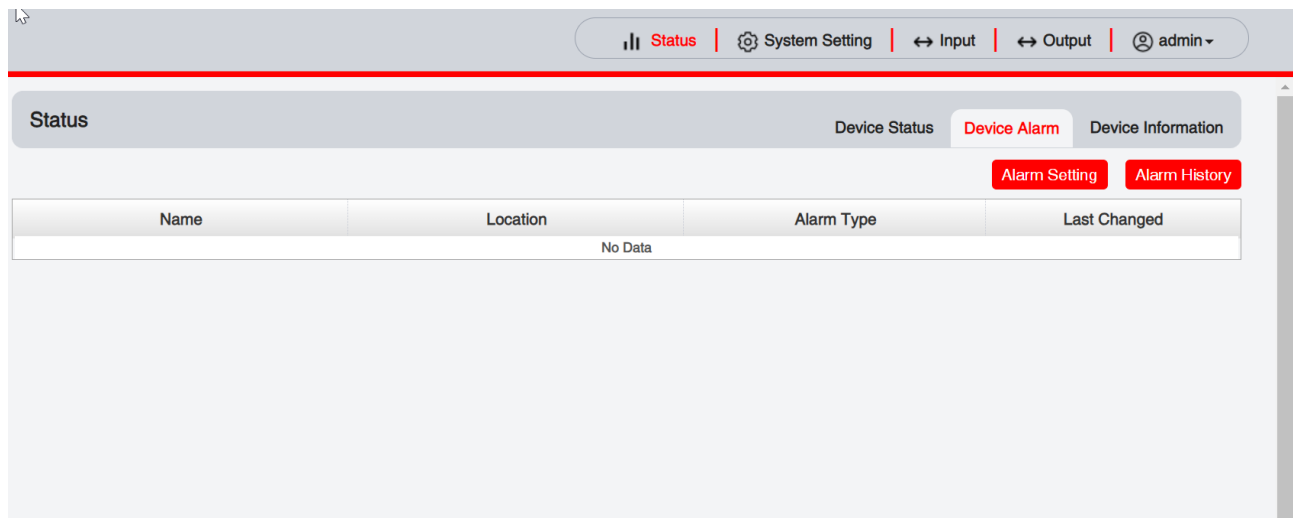 Status System Setting Input Output admin
Status Device Status Device Alarm Device Information
Alarm Setting Alarm History
Name Location Alarm Type Last Changed
No Data